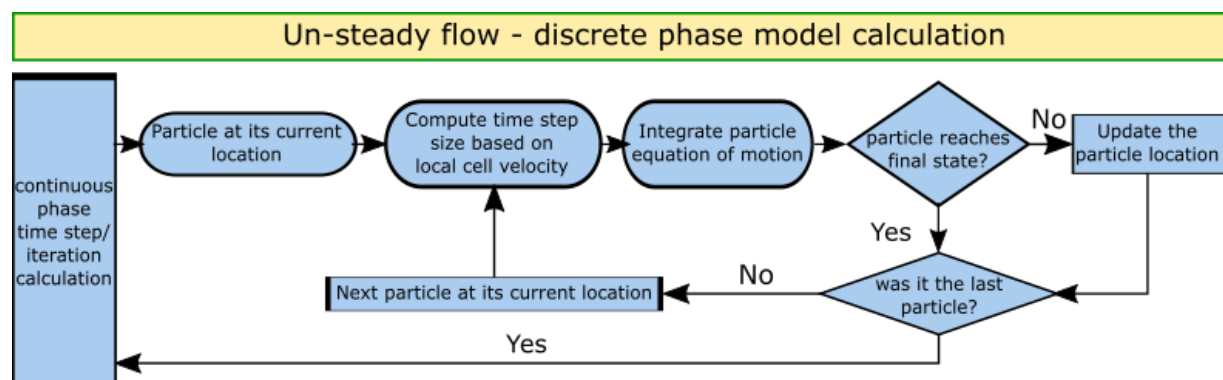 Un-steady flow - discrete phase model calculation
continuous
phase
time step/
iteration
calculation
Particle at its current
location
Compute time step
size based on
local cell velocity
Integrate particle
equation of motion
particle reaches
final state?
No
Update the
particle location
Yes
was it the last
particle?
No
Next particle at its current location
Yes